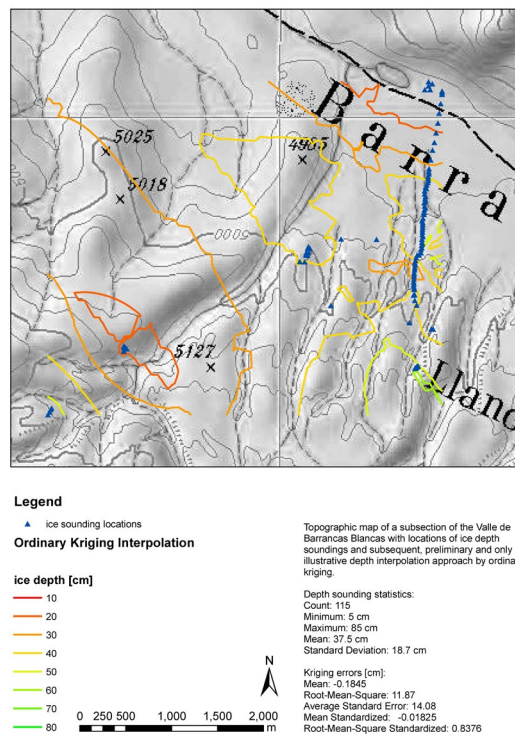 Banra
5025
4985
5018
5000
5127
Llano
Legend
ice sounding locations
Ordinary Kriging Interpolation
ice depth [cm]
10
20
30
40
50
60
70
80
N
0 250 500 1,000 1,500 2,000
m
Topographic map of a subsection of the Valle de
Barrancas Blancas with locations of ice depth
soundings and subsequent, preliminary and only
illustrative depth interpolation approach by ordina
kriging.
Depth sounding statistics:
Count: 115
Minimum: 5 cm
Maximum: 85 cm
Mean: 37.5 cm
Standard Deviation: 18.7 cm
Kriging errors [cm]:
Mean: -0.1845
Root-Mean-Square: 11.87
Average Standard Error: 14.08
Mean Standardized: -0.01825
Root-Mean-Square Standardized: 0.8376